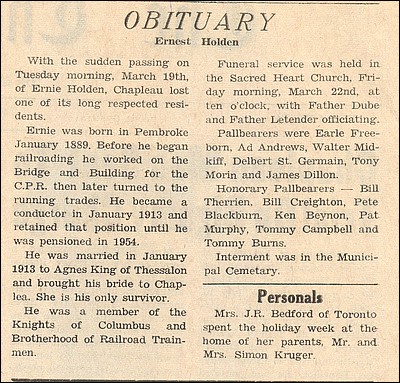 OBITUARY
Ernest Holden
With the sudden passing on
Tuesday morning, March 19th,
of Ernie Holden, Chapleau lost
one of its long respected resi-
dents.
Ernie was born in Pembroke
January 1889. Before he began
railroading he worked on the
Bridge and Building for the
C.P.R. then later turned to the
running trades. He became a
conductor in January 1913 and
retained that position until he
was pensioned in 1954.
He was married in January
1913 to Agnes King of Thessalon
and brought his bride to Chap-
lea. She is his only survivor.
He was a member of the
Knights of Columbus and
Brotherhood of Railroad Train-
men.
Funeral service was held in
the Sacred Heart Church, Fri-
day morning, March 22nd, at
ten o'clock, with Father Dube
and Father Letender officiating.
Pallbearers were Earle Free-
born, Ad Andrews, Walter Mid-
kiff, Delbert St. Germain, Tony
Morin and James Dillon.
Honorary Pallbearers — Bill
Therrien, Bill Creighton, Pete
Blackburn, Ken Beynon, Pat
Murphy, Tommy Campbell and
Tommy Burns.
Interment was in the Munici-
pal Cemetary.
Personals
Mrs. J.R. Bedford of Toronto
spent the holiday week at the
home of her parents, Mr. and
Mrs. Simon Kruger.